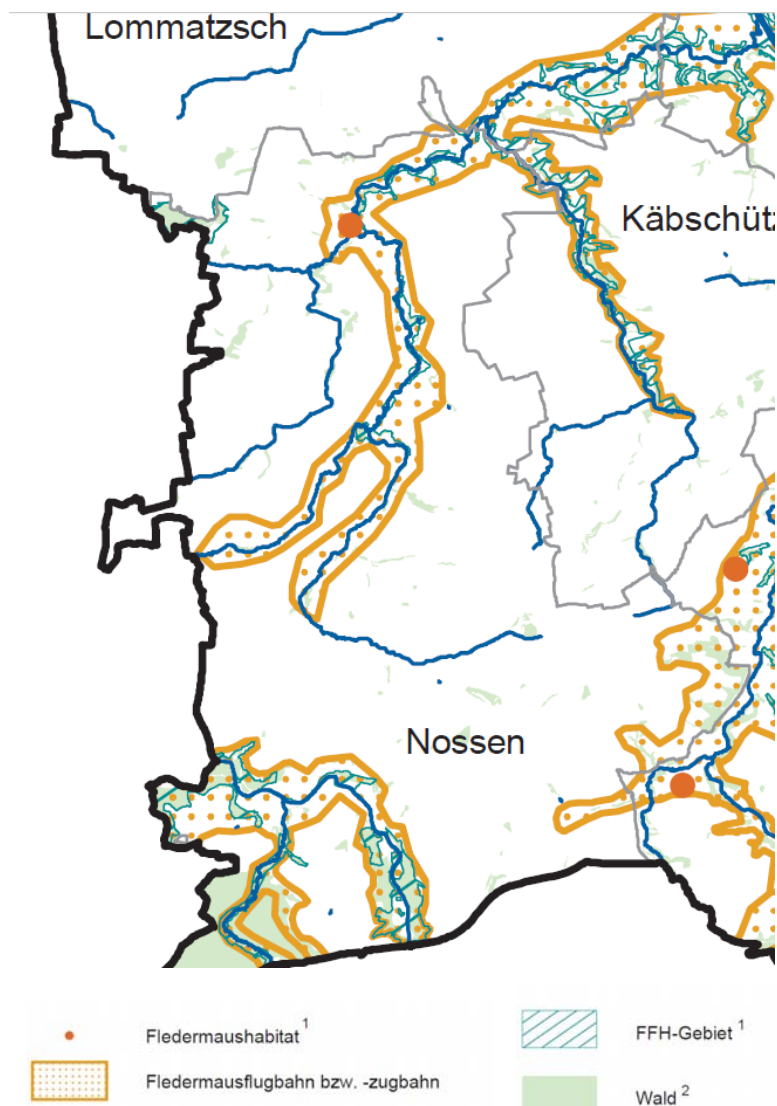 Lommatzsch
Käbschütz
Nossen
Fledermaushabitat 1
Fledermausflugbahn bzw. -zugbahn
FFH-Gebiet 1
Wald 2